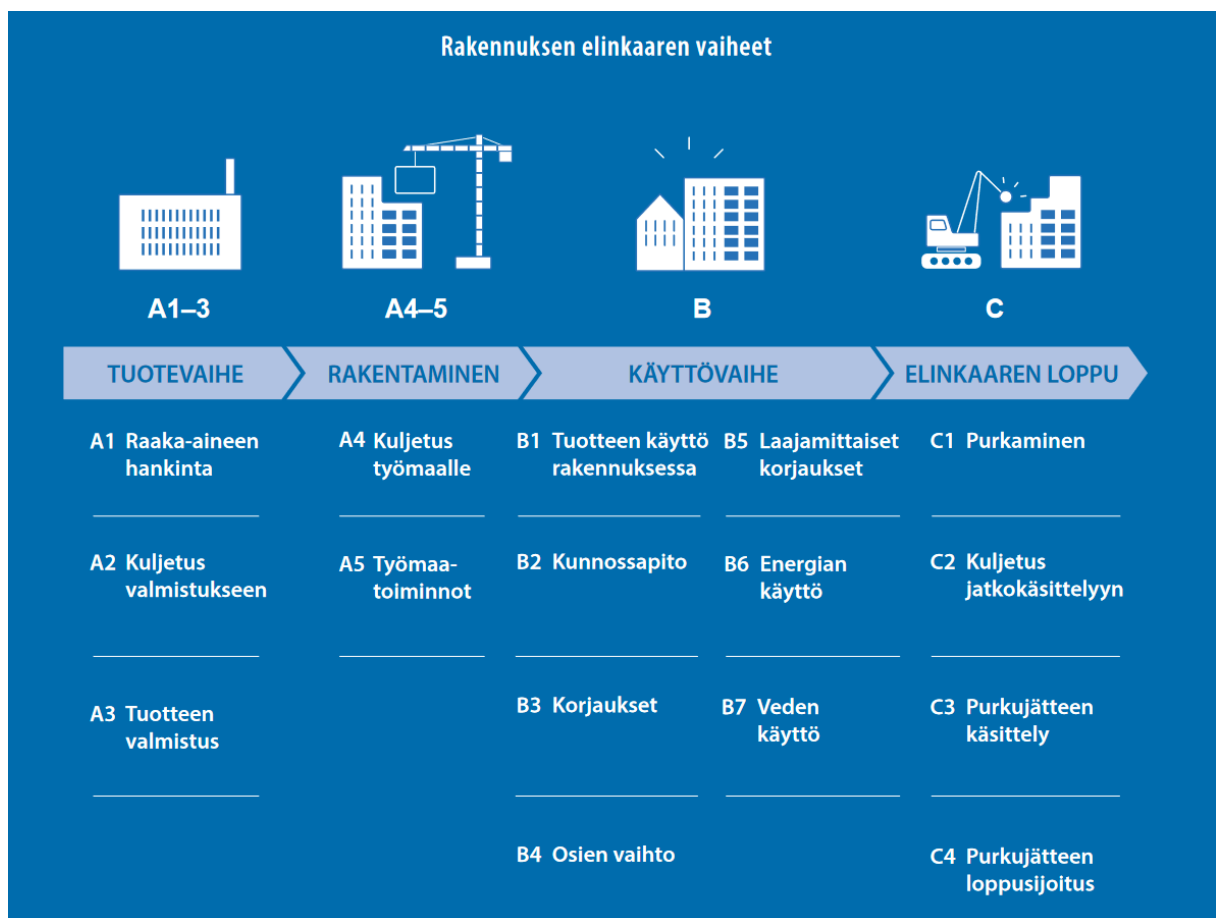 Rakennuksen elinkaaren vaiheet
A1–3
A4–5
B
C
TUOTEVAIHE
RAKENTAMINEN
KÄYTTÖVAIHE
ELINKAAREN LOPPU
A1 Raaka-aineen
hankinta
A2 Kuljetus
valmistukseen
A3 Tuotteen
valmistus
A4 Kuljetus
työmaalle
A5 Työmaa-
toiminnot
B1 Tuotteen käyttö
rakennuksessa
B2 Kunnossapito
B3 Korjaukset
B4 Osien vaihto
B5 Laajamittaiset
korjaukset
B6 Energian
käyttö
B7 Veden
käyttö
C1 Purkaminen
C2 Kuljetus
jatkokäsittelyyn
C3 Purkujätteen
käsittely
C4 Purkujätteen
loppusijoitus